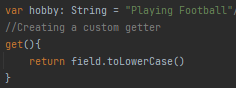 var hobby: String = "Playing Football"
//Creating a custom getter
get(){
return field.toLowerCase()
}